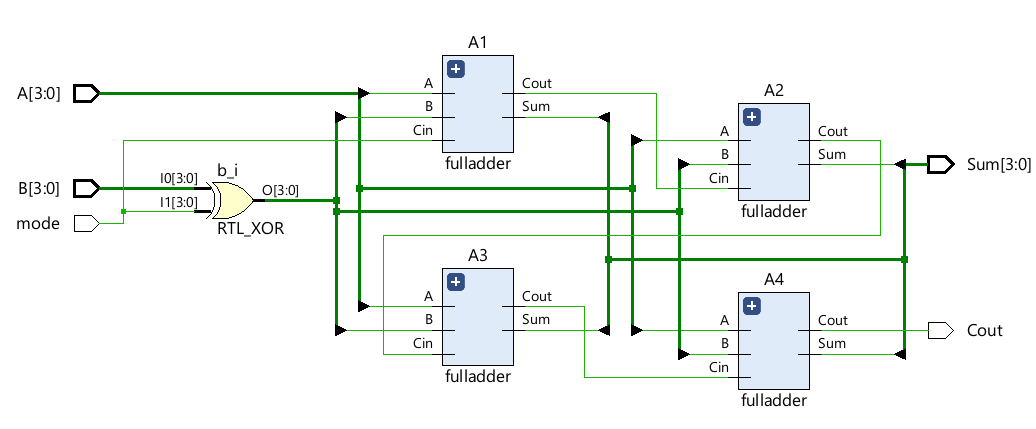 A1
A[3:0]
A
B
Cin
Cout
Sum
fulladder
A2
A
B
Cin
Cout
Sum
fulladder
Sum[3:0]
B[3:0]
mode
b_i
I0[3:0]
I1[3:0]
O[3:0]
RTL_XOR
A3
A
B
Cin
Cout
Sum
fulladder
A4
A
B
Cin
Cout
Sum
fulladder
Cout